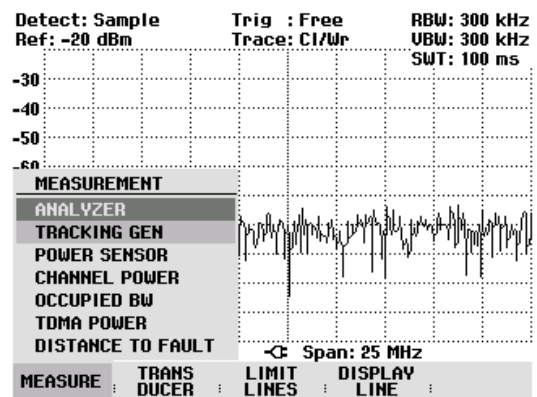 Detect: Sample Trig : Free RBW: 300 kHz
Ref: -20 dBm Trace: Cl/Wr VBW: 300 kHz
SWT: 100 ms
-30
-40
-50
-60
MEASUREMENT
ANALYZER
TRACKING GEN
POWER SENSOR
CHANNEL POWER
OCCUPIED BW
TDMA POWER
DISTANCE TO FAULT
Span: 25 MHz
MEASURE : TRANS : LIMIT : DISPLAY :
DUCER LINES LINE